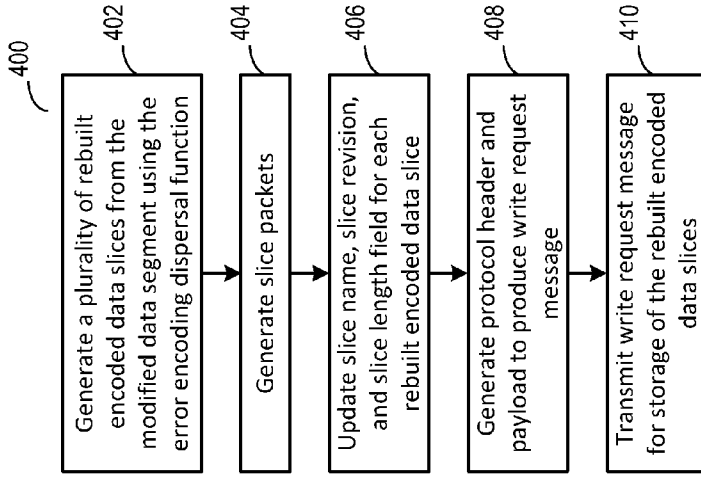 400
402
Generate a plurality of rebuilt
encoded data slices from the
modified data segment using the
error encoding dispersal function
404
Generate slice packets
406
Update slice name, slice revision,
and slice length field for each
rebuilt encoded data slice
408
Generate protocol header and
payload to produce write request
message
410
Transmit write request message
for storage of the rebuilt encoded
data slices